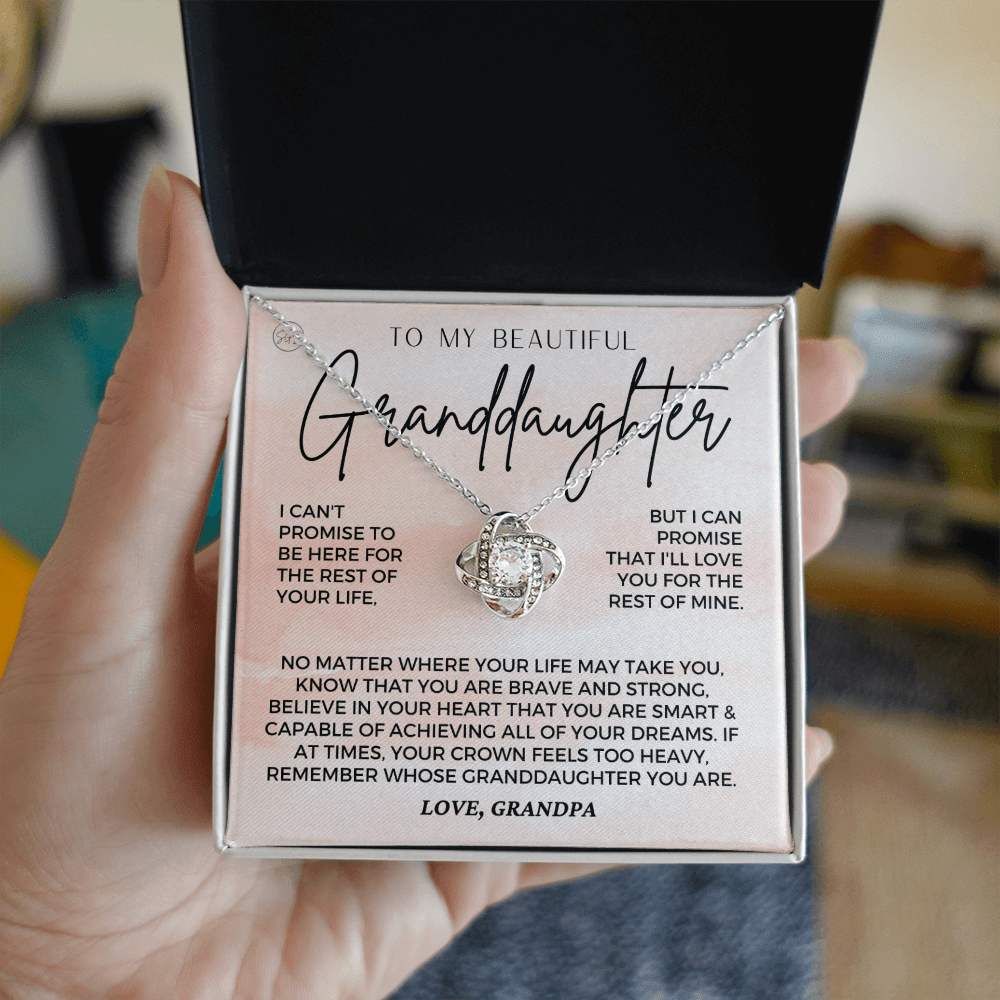 TO MY BEAUTIFUL
Granddaughter
I CAN'T
PROMISE TO
BE HERE FOR
THE REST OF
YOUR LIFE,
BUT I CAN
PROMISE
THAT I'LL LOVE
YOU FOR THE
REST OF MINE.
NO MATTER WHERE YOUR LIFE MAY TAKE YOU,
KNOW THAT YOU ARE BRAVE AND STRONG,
BELIEVE IN YOUR HEART THAT YOU ARE SMART &
CAPABLE OF ACHIEVING ALL OF YOUR DREAMS. IF
AT TIMES, YOUR CROWN FEELS TOO HEAVY,
REMEMBER WHOSE GRANDDAUGHTER YOU ARE.
LOVE, GRANDPA